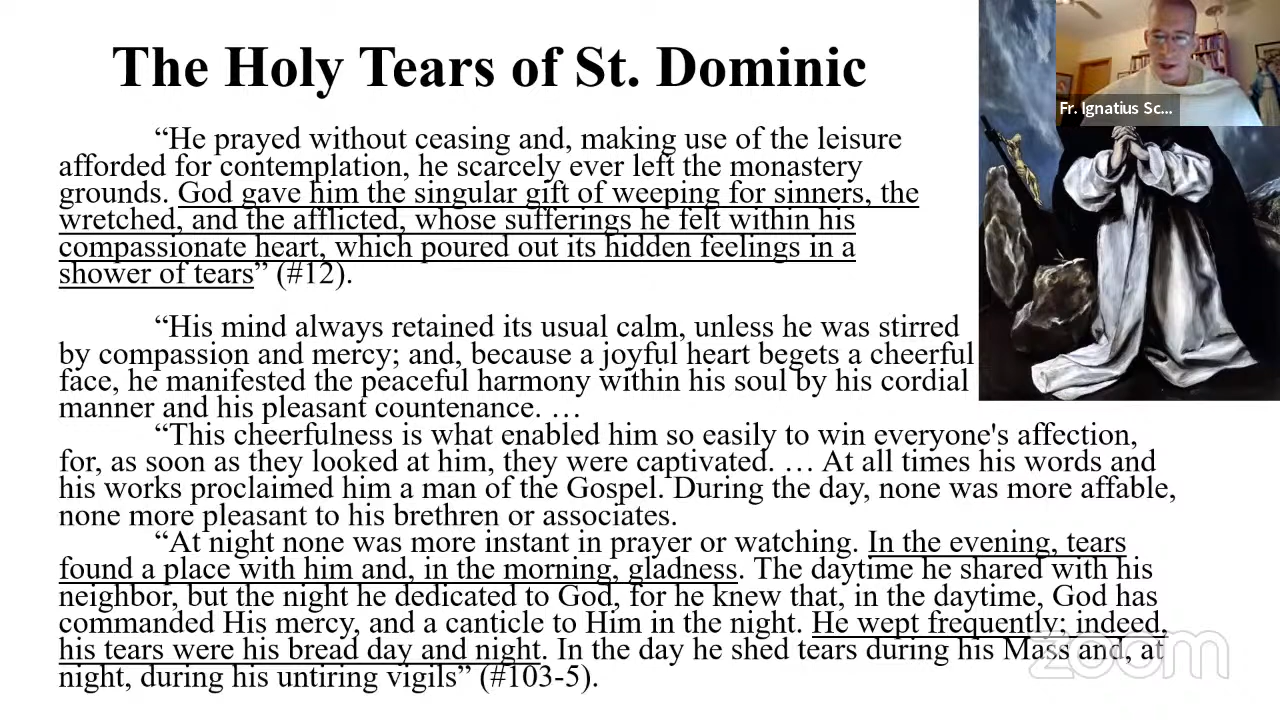 The Holy Tears of St. Dominic
Fr. Ignatius Sc...
“He prayed without ceasing and, making use of the leisure
afforded for contemplation, he scarcely ever left the monastery
grounds. God gave him the singular gift of weeping for sinners, the
wretched, and the afflicted, whose sufferings he felt within his
compassionate heart, which poured out its hidden feelings in a
shower of tears” (#12).
“His mind always retained its usual calm, unless he was stirred
by compassion and mercy; and, because a joyful heart begets a cheerful
face, he manifested the peaceful harmony within his soul by his cordial
manner and his pleasant countenance. …
“This cheerfulness is what enabled him so easily to win everyone's affection,
for, as soon as they looked at him, they were captivated. … At all times his words and
his works proclaimed him a man of the Gospel. During the day, none was more affable,
none more pleasant to his brethren or associates.
“At night none was more instant in prayer or watching. In the evening, tears
found a place with him and, in the morning, gladness. The daytime he shared with his
neighbor, but the night he dedicated to God, for he knew that, in the daytime, God has
commanded His mercy, and a canticle to Him in the night. He wept frequently; indeed,
his tears were his bread day and night. In the day he shed tears during his Mass and, at
night, during his untiring vigils” (#103-5).
zoom